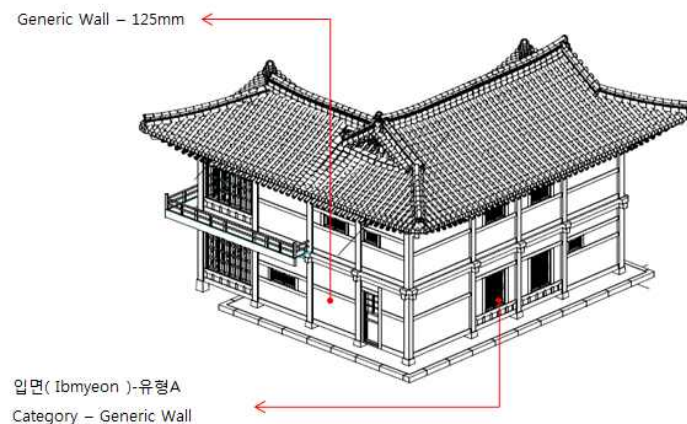 Generic Wall – 125mm
입면( Ibmyeon )-유형A
Category – Generic Wall